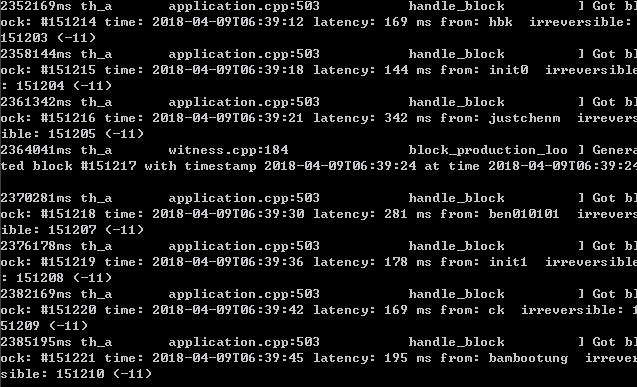 2352169ms th_a       application.cpp:503           handle_block         ] Got bl
ock: #151214 time: 2018-04-09T06:39:12 latency: 169 ms from: hbk  irreversible:
151203 (-11)
2358144ms th_a       application.cpp:503           handle_block         ] Got bl
ock: #151215 time: 2018-04-09T06:39:18 latency: 144 ms from: init0  irreversible
: 151204 (-11)
2361342ms th_a       application.cpp:503           handle_block         ] Got bl
ock: #151216 time: 2018-04-09T06:39:21 latency: 342 ms from: justchenm  irrevers
ible: 151205 (-11)
2364041ms th_a       witness.cpp:184               block_production_loo ] Genera
ted block #151217 with timestamp 2018-04-09T06:39:24 at time 2018-04-09T06:39:24
2370281ms th_a       application.cpp:503           handle_block         ] Got bl
ock: #151218 time: 2018-04-09T06:39:30 latency: 281 ms from: ben010101  irrevers
ible: 151207 (-11)
2376178ms th_a       application.cpp:503           handle_block         ] Got bl
ock: #151219 time: 2018-04-09T06:39:36 latency: 178 ms from: init1  irreversible
: 151208 (-11)
2382169ms th_a       application.cpp:503           handle_block         ] Got bl
ock: #151220 time: 2018-04-09T06:39:42 latency: 169 ms from: ck  irreversible: 1
51209 (-11)
2385195ms th_a       application.cpp:503           handle_block         ] Got bl
ock: #151221 time: 2018-04-09T06:39:45 latency: 195 ms from: bambootung  irrever
sible: 151210 (-11)